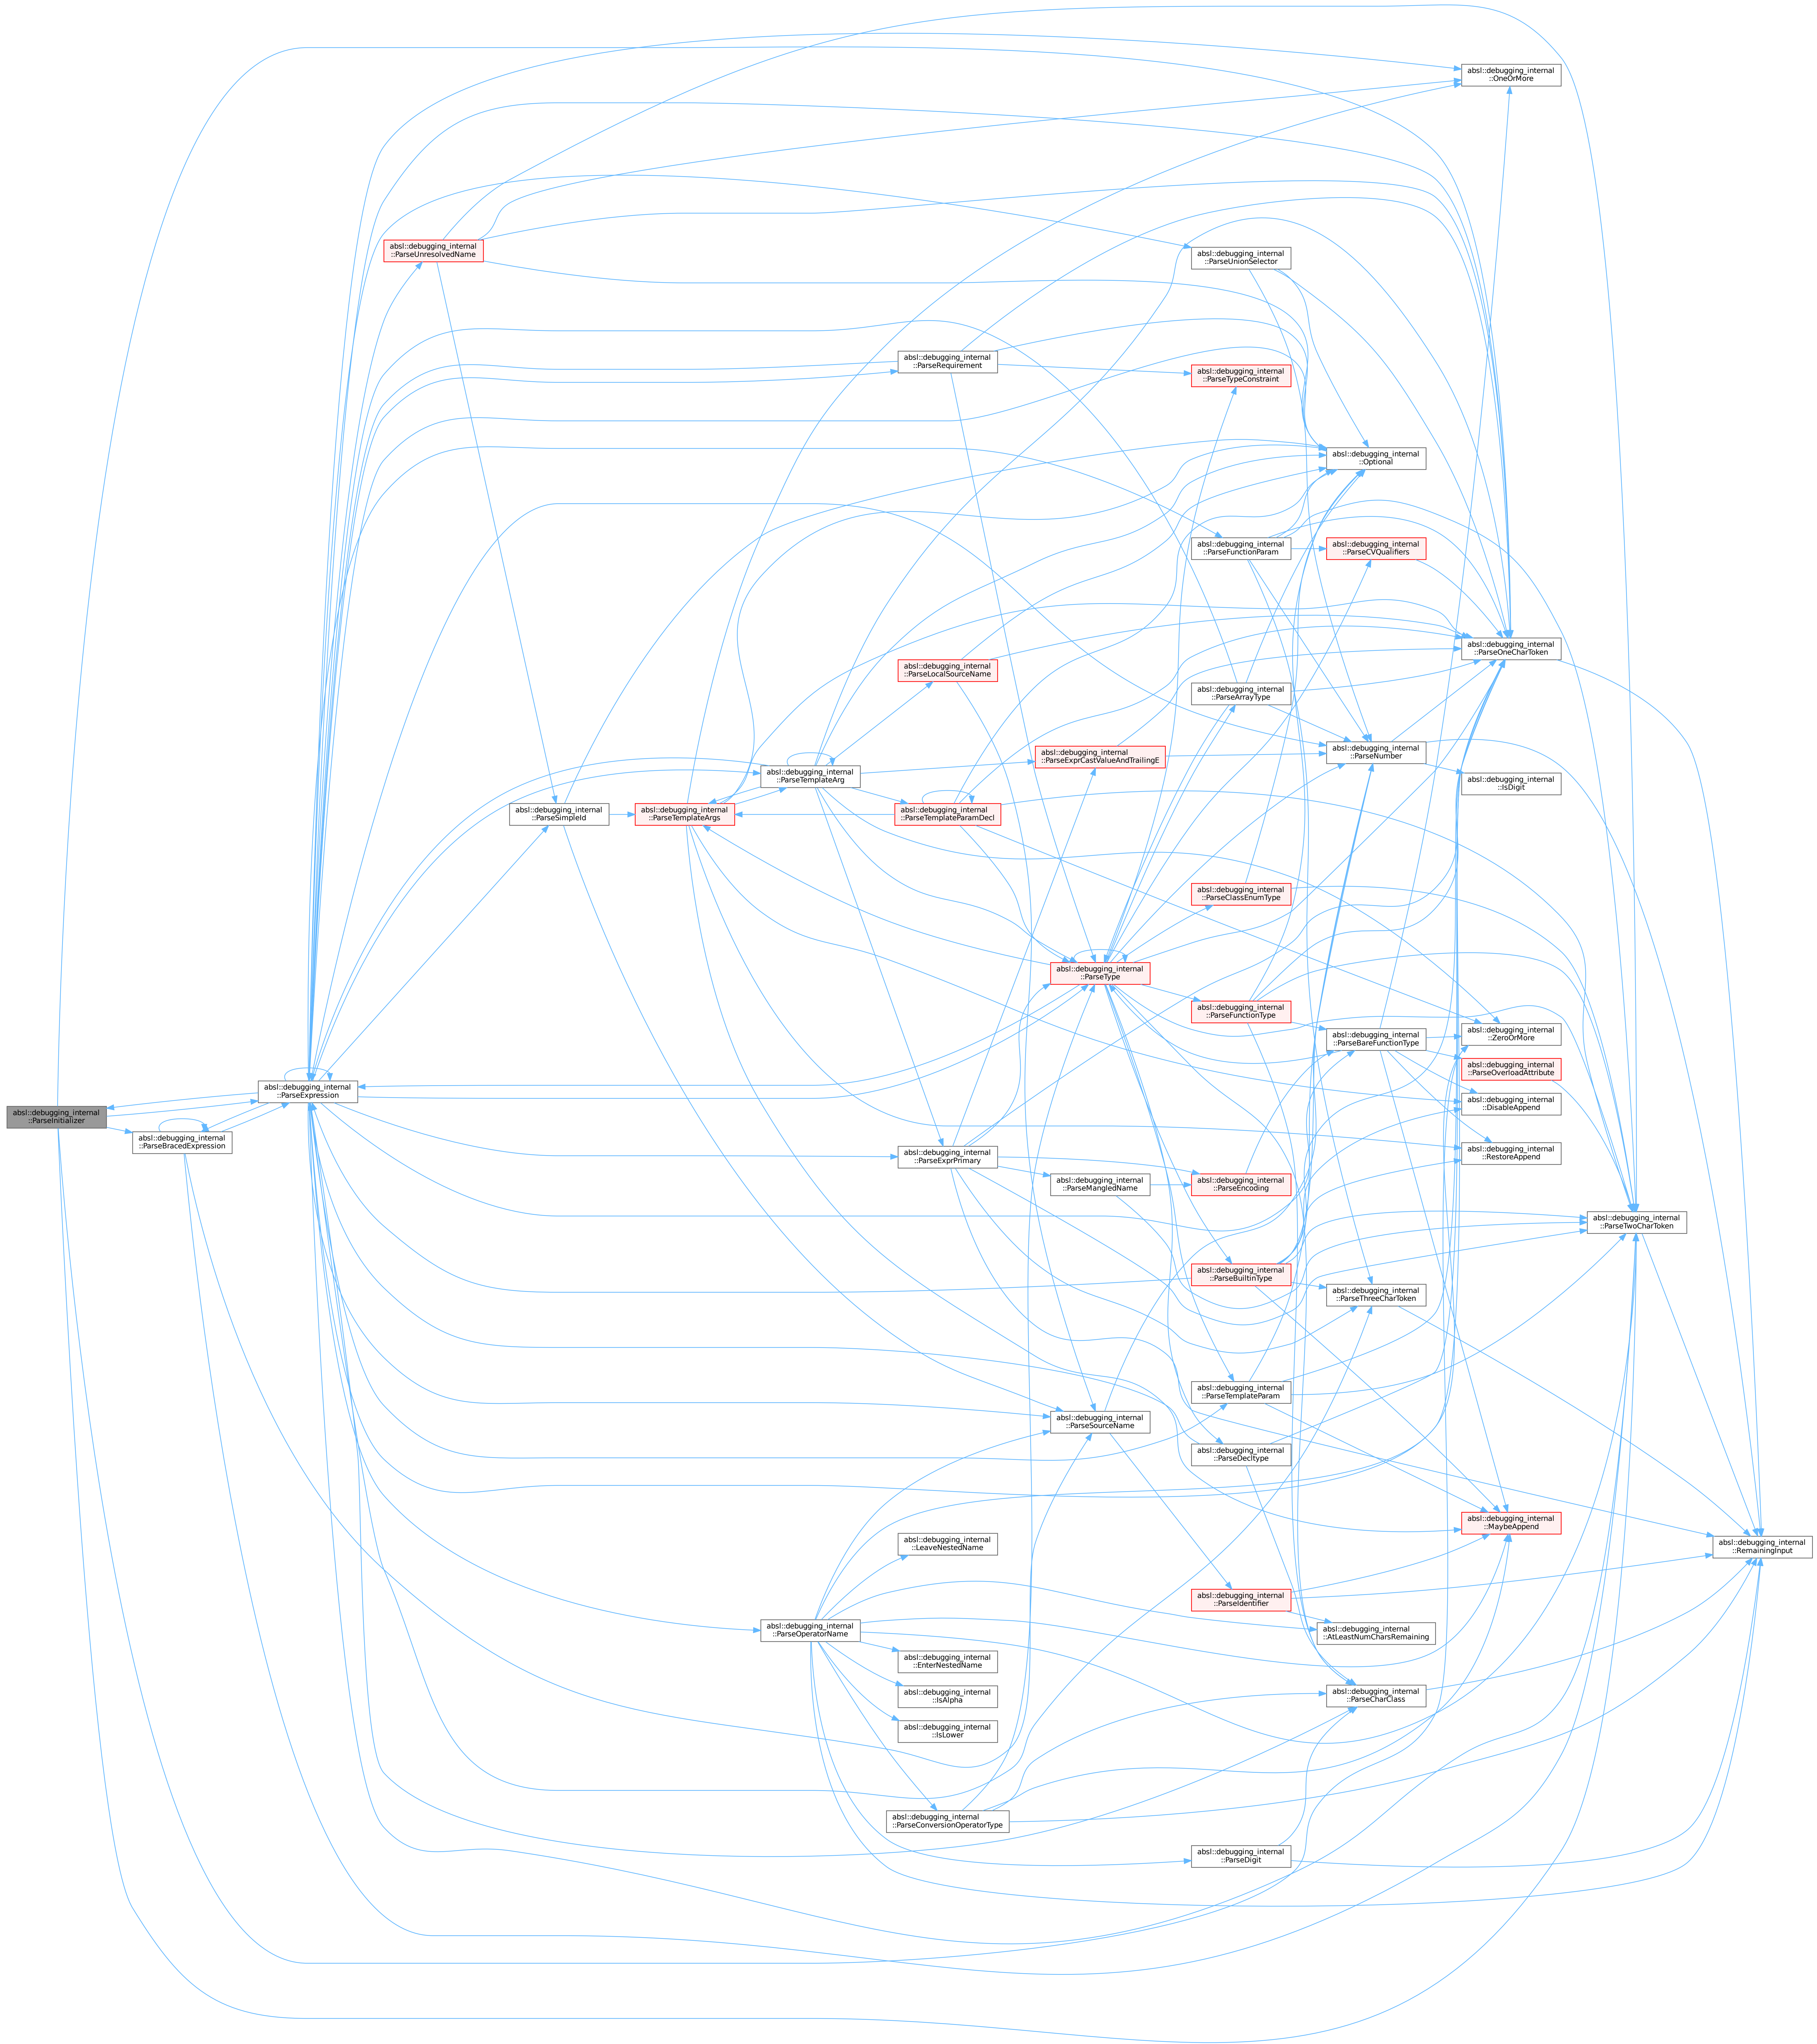 absl::debugging_internal
::OneOrMore
absl::debugging_internal
::ParseUnresolvedName
absl::debugging_internal
::ParseUnionSelector
absl::debugging_internal
::ParseRequirement
absl::debugging_internal
::ParseTypeConstraint
absl::debugging_internal
::Optional
absl::debugging_internal
::ParseFunctionParam
absl::debugging_internal
::ParseCVQualifiers
absl::debugging_internal
::ParseOneCharToken
absl::debugging_internal
::ParseLocalSourceName
absl::debugging_internal
::ParseArrayType
absl::debugging_internal
::ParseExprCastValueAndTrailingE
absl::debugging_internal
::ParseNumber
absl::debugging_internal
::ParseTemplateArg
absl::debugging_internal
::IsDigit
absl::debugging_internal
::ParseSimpleId
absl::debugging_internal
::ParseTemplateArgs
absl::debugging_internal
::ParseTemplateParamDecl
absl::debugging_internal
::ParseClassEnumType
absl::debugging_internal
::ParseType
absl::debugging_internal
::ParseFunctionType
absl::debugging_internal
::ParseBareFunctionType
absl::debugging_internal
::ZeroOrMore
absl::debugging_internal
::ParseOverloadAttribute
absl::debugging_internal
::ParseExpression
absl::debugging_internal
::DisableAppend
absl::debugging_internal
::ParseInitializer
absl::debugging_internal
::ParseBracedExpression
absl::debugging_internal
::RestoreAppend
absl::debugging_internal
::ParseExprPrimary
absl::debugging_internal
::ParseMangledName
absl::debugging_internal
::ParseEncoding
absl::debugging_internal
::ParseTwoCharToken
absl::debugging_internal
::ParseBuiltinType
absl::debugging_internal
::ParseThreeCharToken
absl::debugging_internal
::ParseTemplateParam
absl::debugging_internal
::ParseSourceName
absl::debugging_internal
::ParseDecltype
absl::debugging_internal
::MaybeAppend
absl::debugging_internal
::LeaveNestedName
absl::debugging_internal
::RemainingInput
absl::debugging_internal
::ParseIdentifier
absl::debugging_internal
::ParseOperatorName
absl::debugging_internal
::AtLeastNumCharsRemaining
absl::debugging_internal
::EnterNestedName
absl::debugging_internal
::IsAlpha
absl::debugging_internal
::ParseCharClass
absl::debugging_internal
::IsLower
absl::debugging_internal
::ParseConversionOperatorType
absl::debugging_internal
::ParseDigit